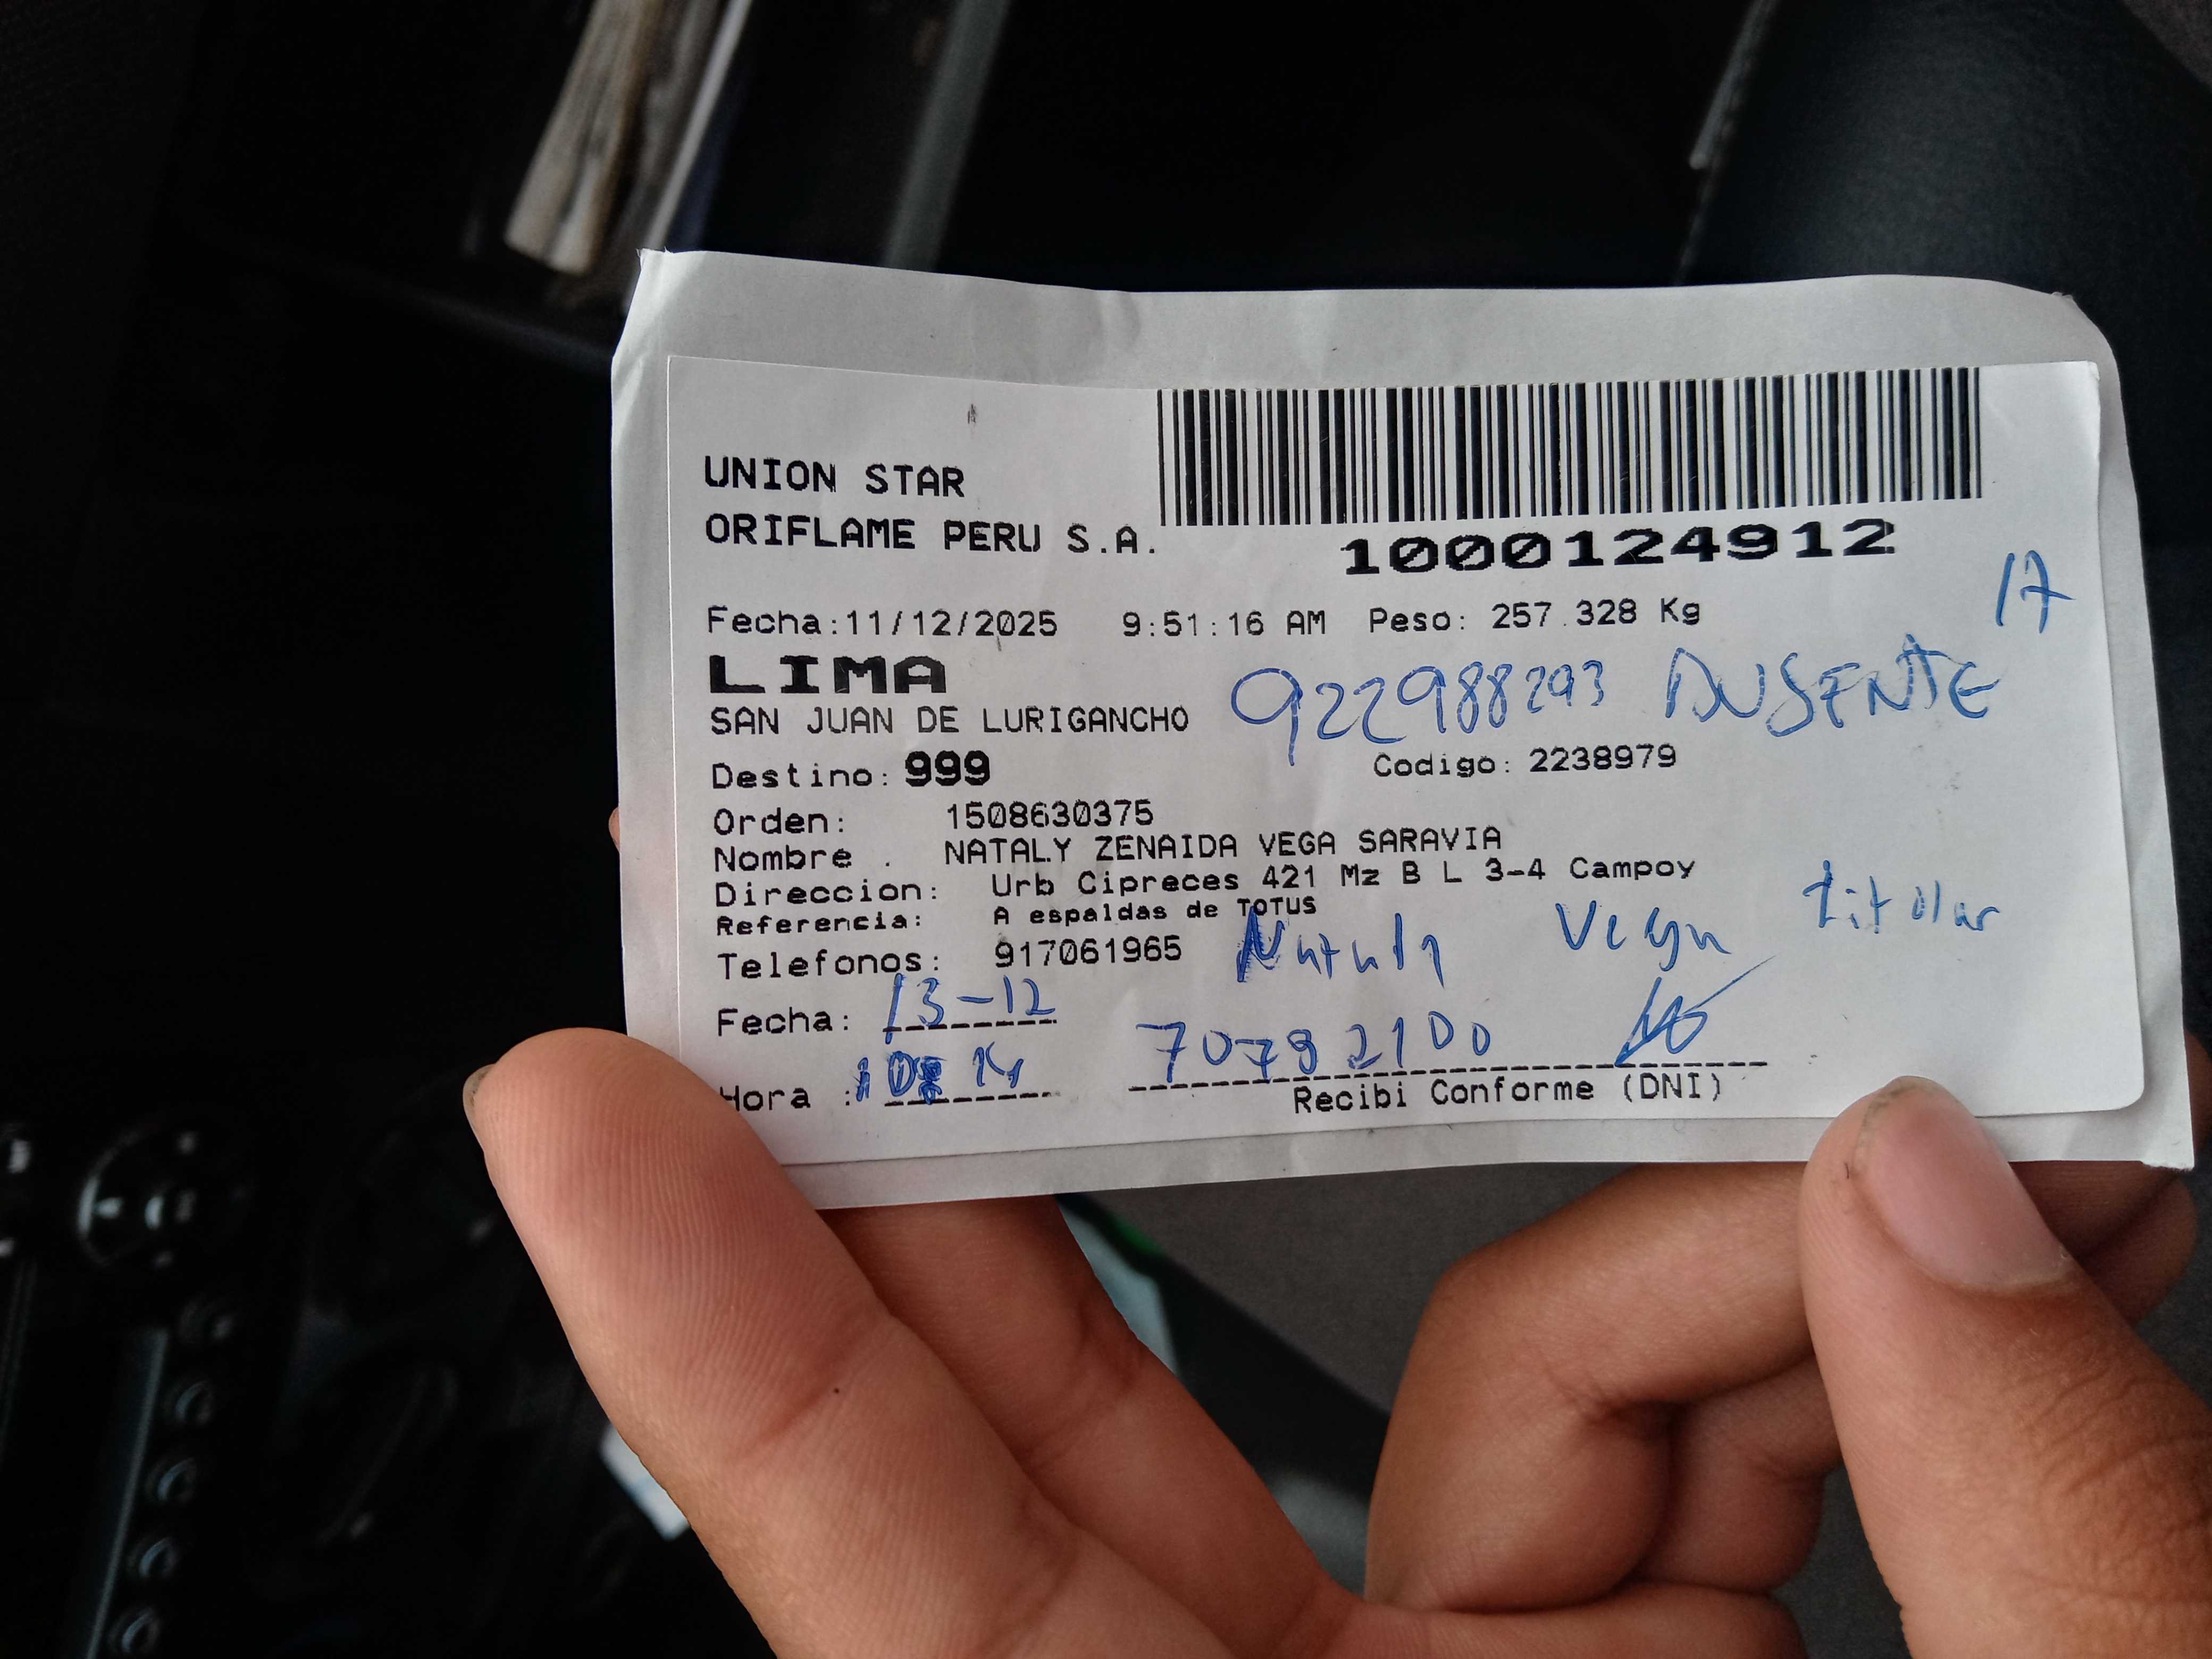 UNION STAR
ORIFLAME PERU S.A.
1000124912
17
Fecha:11/12/2025 9:51:16 AM Peso: 257.328 Kg
LIMA
922988293 AUSENTE
SAN JUAN DE LURIGANCHO
Destino: 999 Codigo: 2238979
Orden: 1508630375
Nombre . NATALY ZENAIDA VEGA SARAVIA
Direccion: Urb Cipreces 421 Mz B L 3-4 Campoy
Referencia: A espaldas de TOTUS
Telefonos: 917061965 Nataly Vega titular
Fecha: 13-12
Hora : 70792100
Recibi Conforme (DNI)